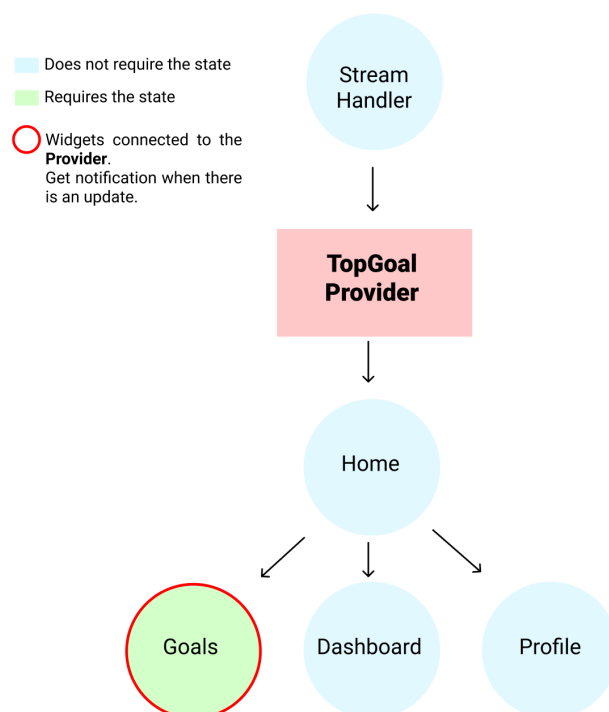 Does not require the state
Requires the state
Widgets connected to the
Provider.
Get notification when there
is an update.
Stream
Handler
TopGoal
Provider
Home
Goals
Dashboard
Profile